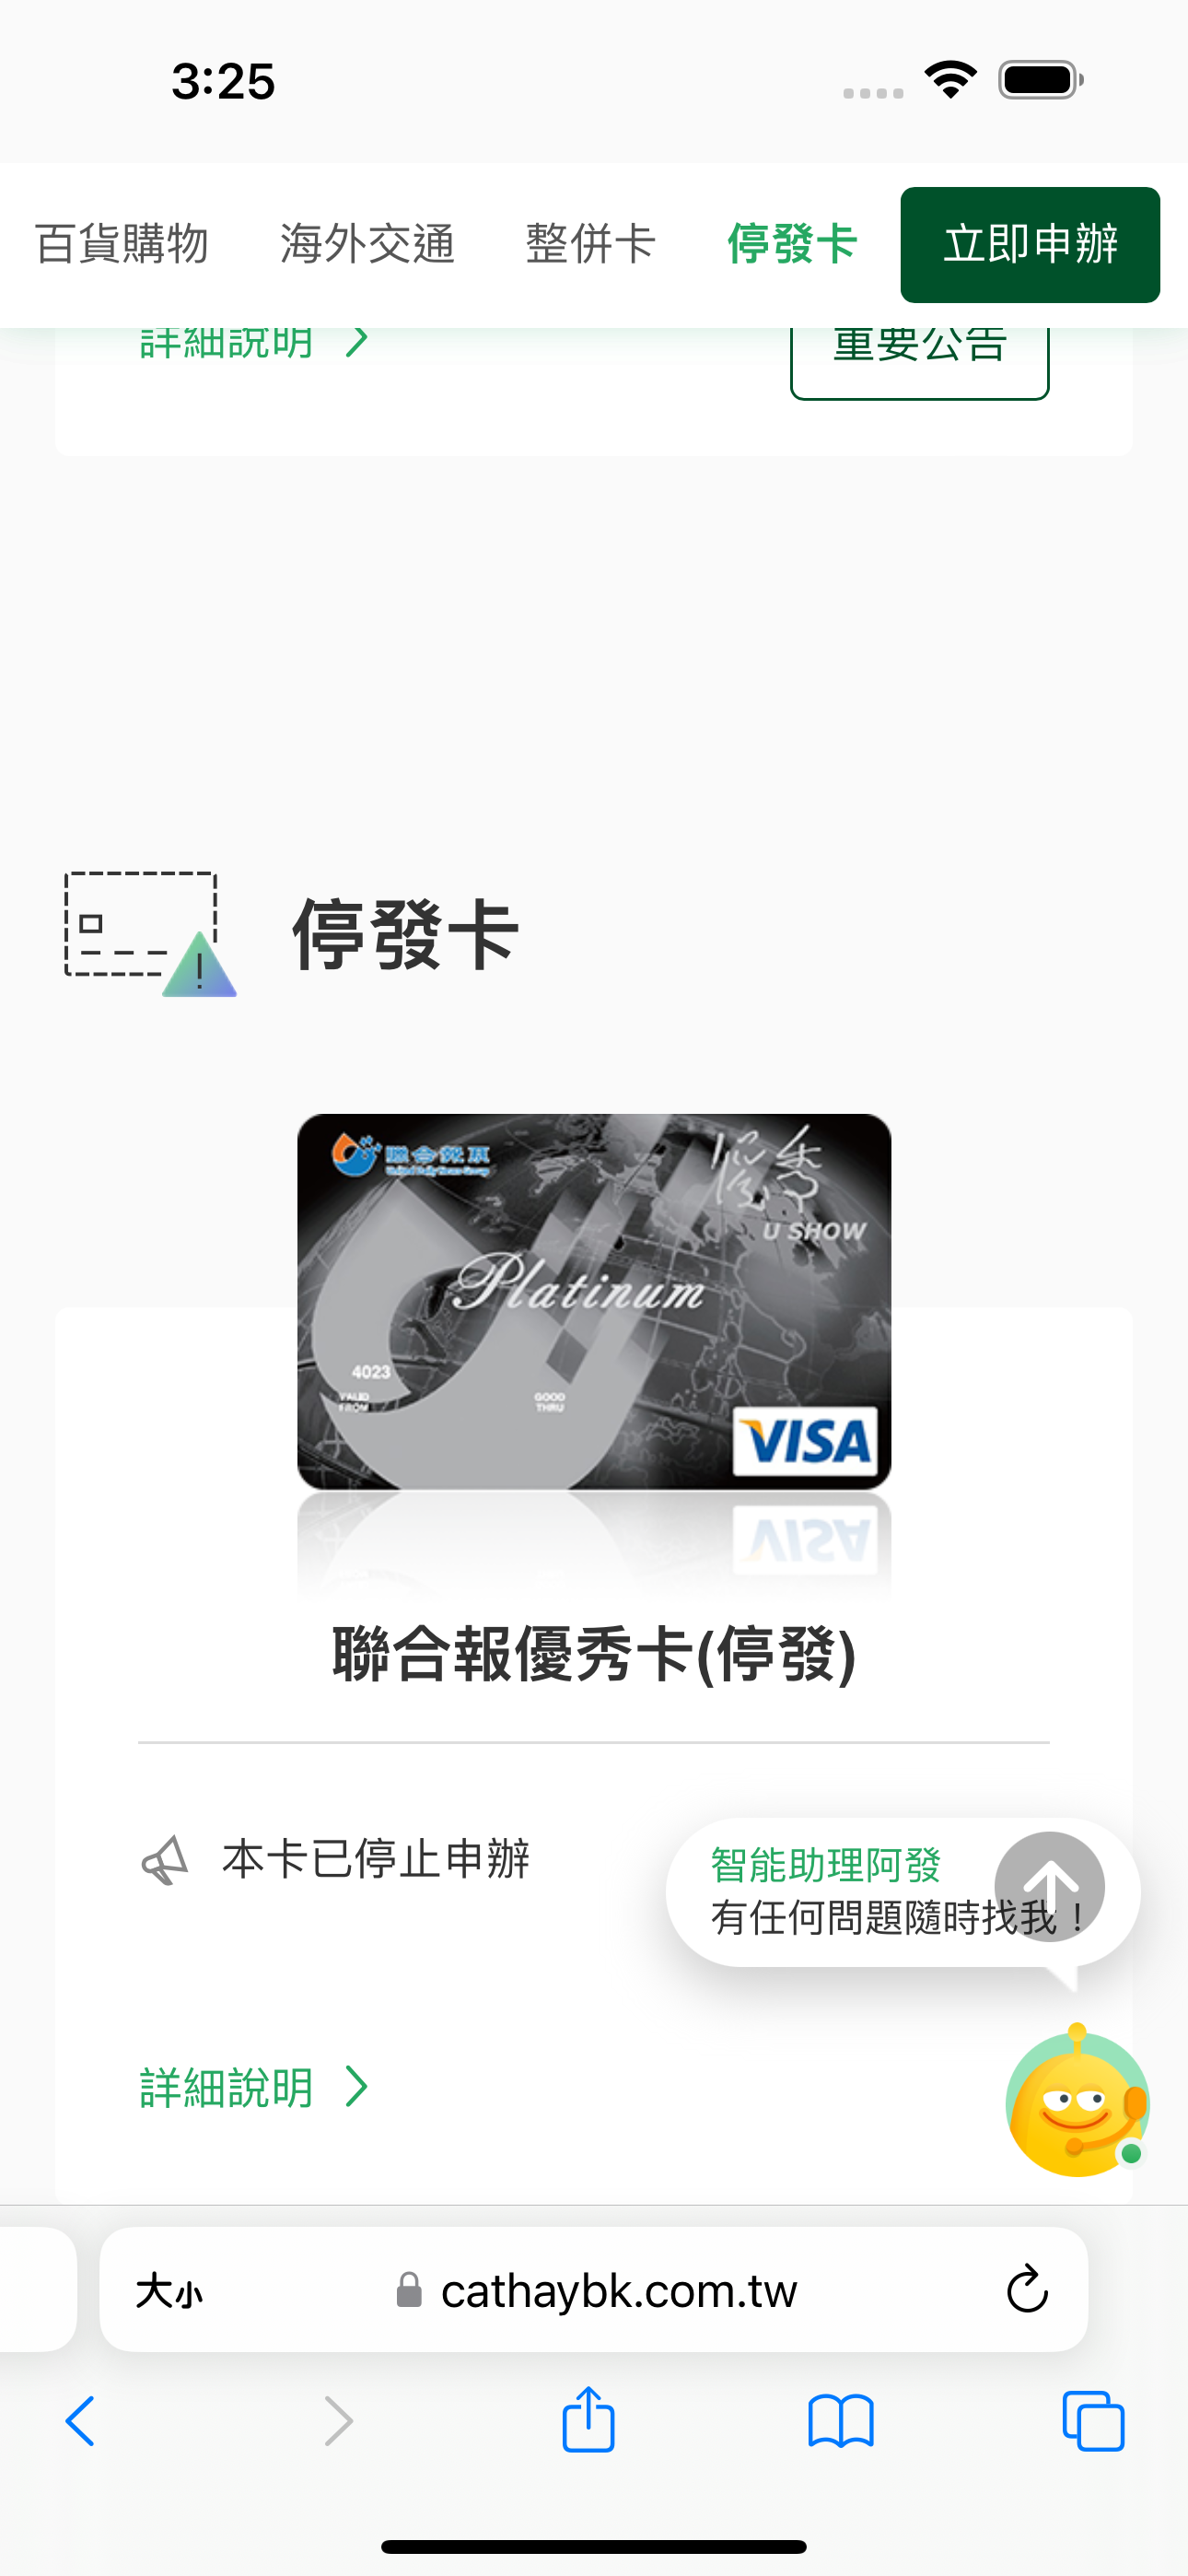 3:25
百貨購物 海外交通 整併卡 停發卡 立即申辦
詳細說明 重要公告
停發卡
聯合報系
優秀
U SHOW
Platinum
4023
VALID FROM GOOD THRU
VISA
聯合報優秀卡(停發)
本卡已停止申辦
智能助理阿發
有任何問題隨時找我！
詳細說明
大小 cathaybk.com.tw